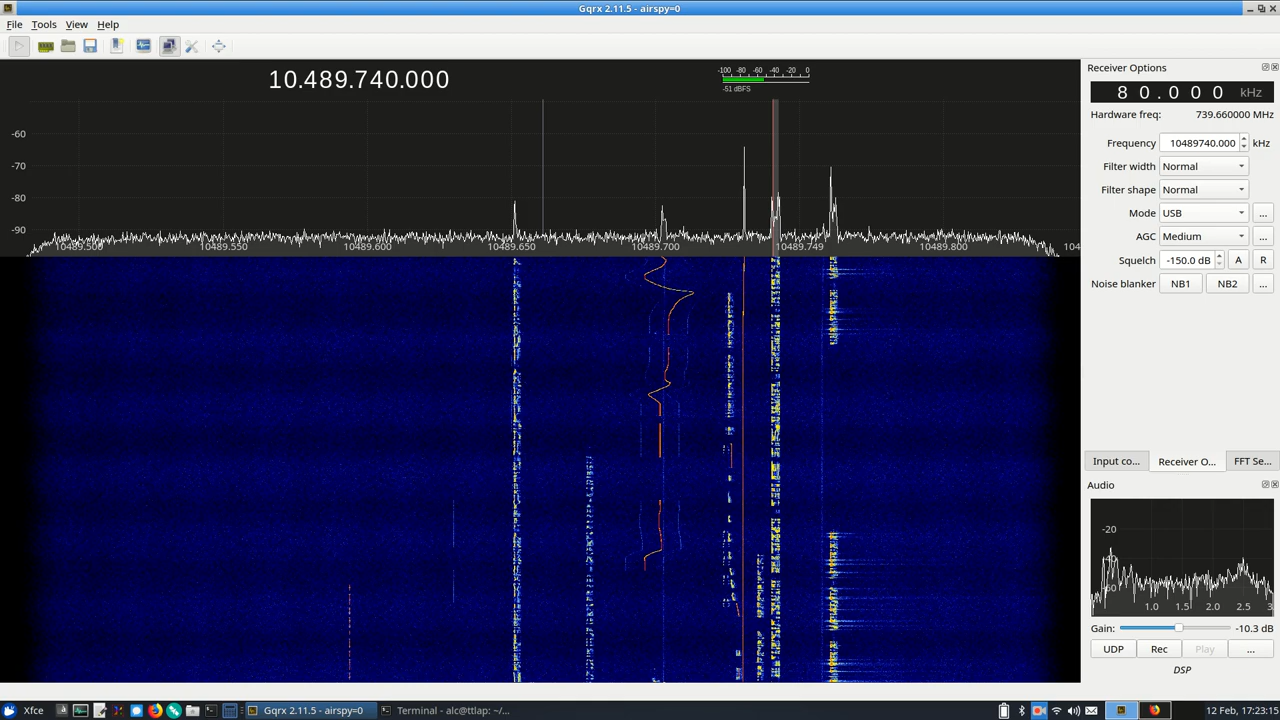 Gqrx 2.11.5 - airspy=0
File Tools View Help
10.489.740.000
-100 -80 -60 -40 -20 0
-51 dBFS
-60
-70
-80
-90
10489.500 10489.550 10489.600 10489.650 10489.700 10489.749 10489.800 104
Receiver Options
80.000 kHz
Hardware freq: 739.660000 MHz
Frequency 10489740.000 kHz
Filter width Normal
Filter shape Normal
Mode USB ...
AGC Medium ...
Squelch -150.0 dB A R
Noise blanker NB1 NB2 ...
Input co... Receiver O... FFT Se...
Audio
-20
1.0 1.5 2.0 2.5 3
Gain: -10.3 dB
UDP Rec Play ...
DSP
Xfce Gqrx 2.11.5 - airspy=0 Terminal - alc@ttlap: ~/... 12 Feb, 17:23:15